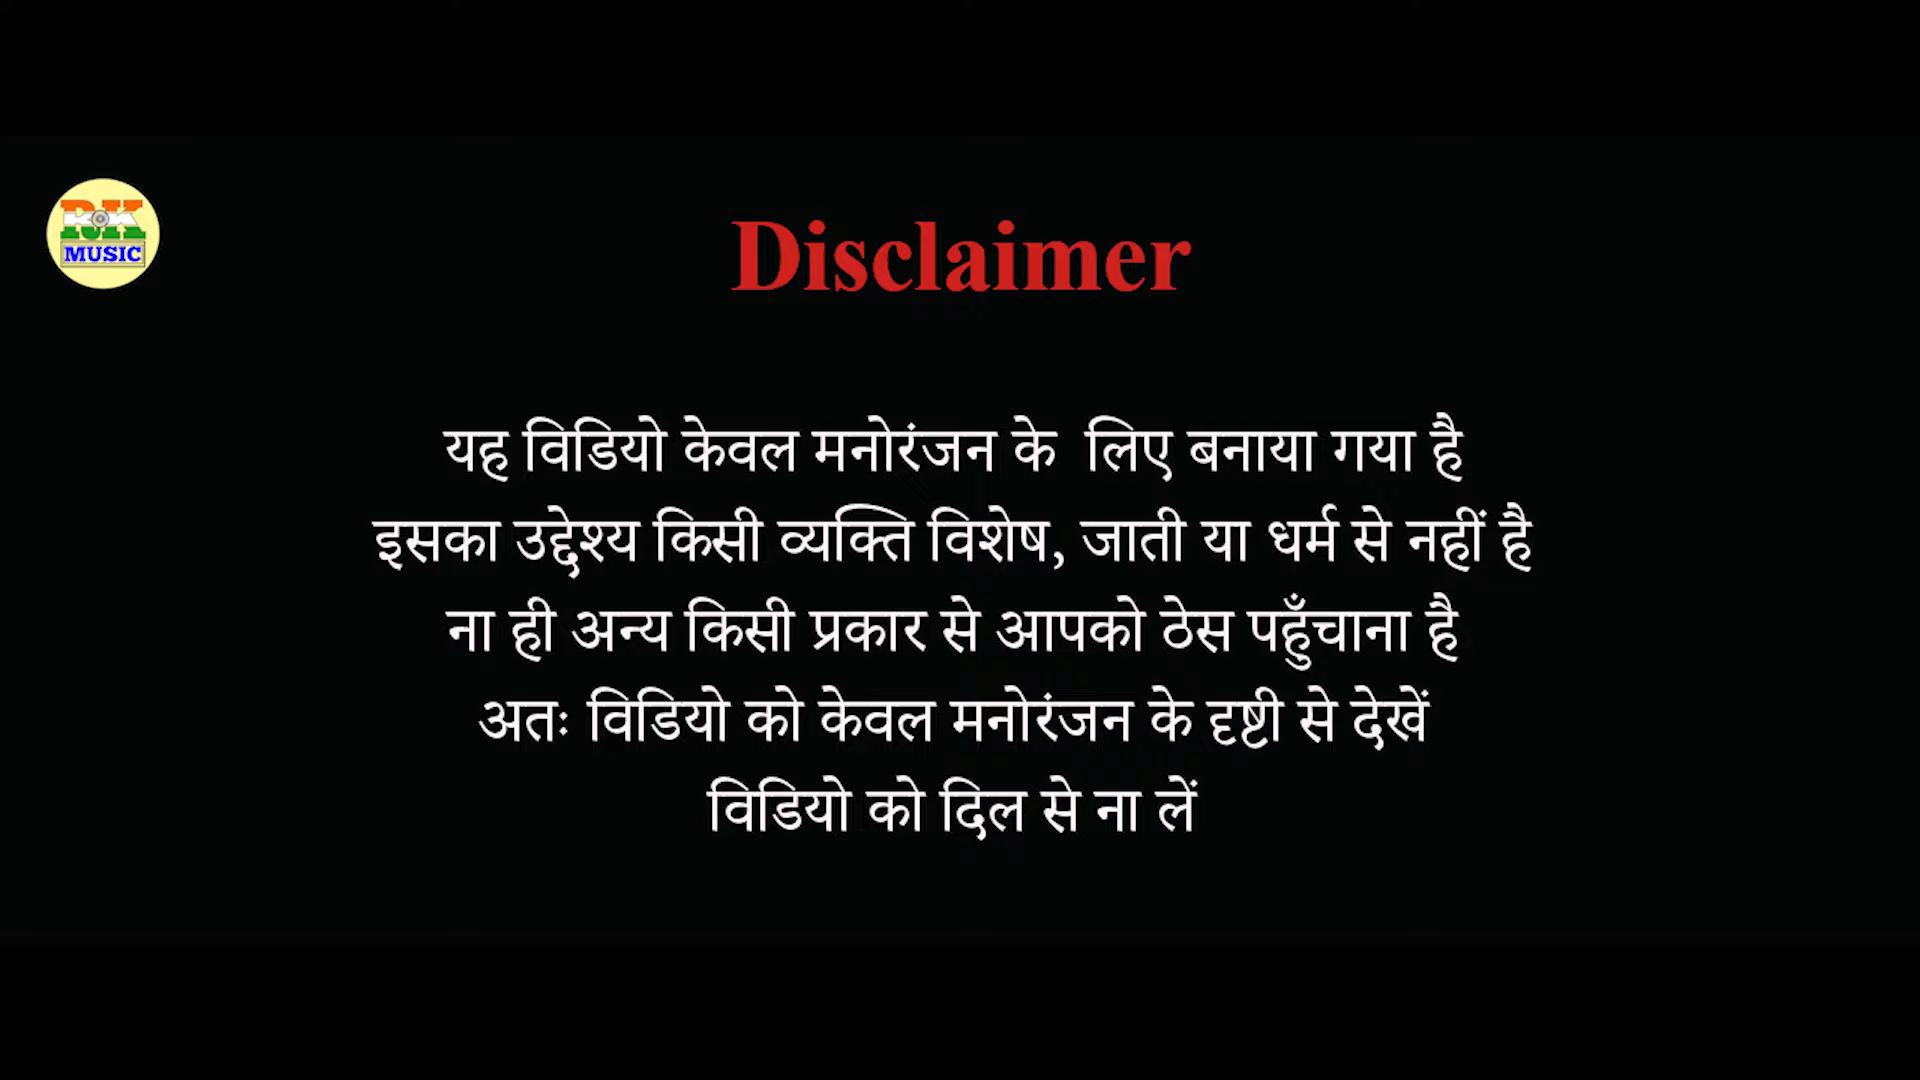 RK
MUSIC
Disclaimer
यह विडियो केवल मनोरंजन के लिए बनाया गया है
इसका उद्देश्य किसी व्यक्ति विशेष, जाती या धर्म से नहीं है
ना ही अन्य किसी प्रकार से आपको ठेस पहुँचाना है
अतः विडियो को केवल मनोरंजन के दृष्टी से देखें
विडियो को दिल से ना लें